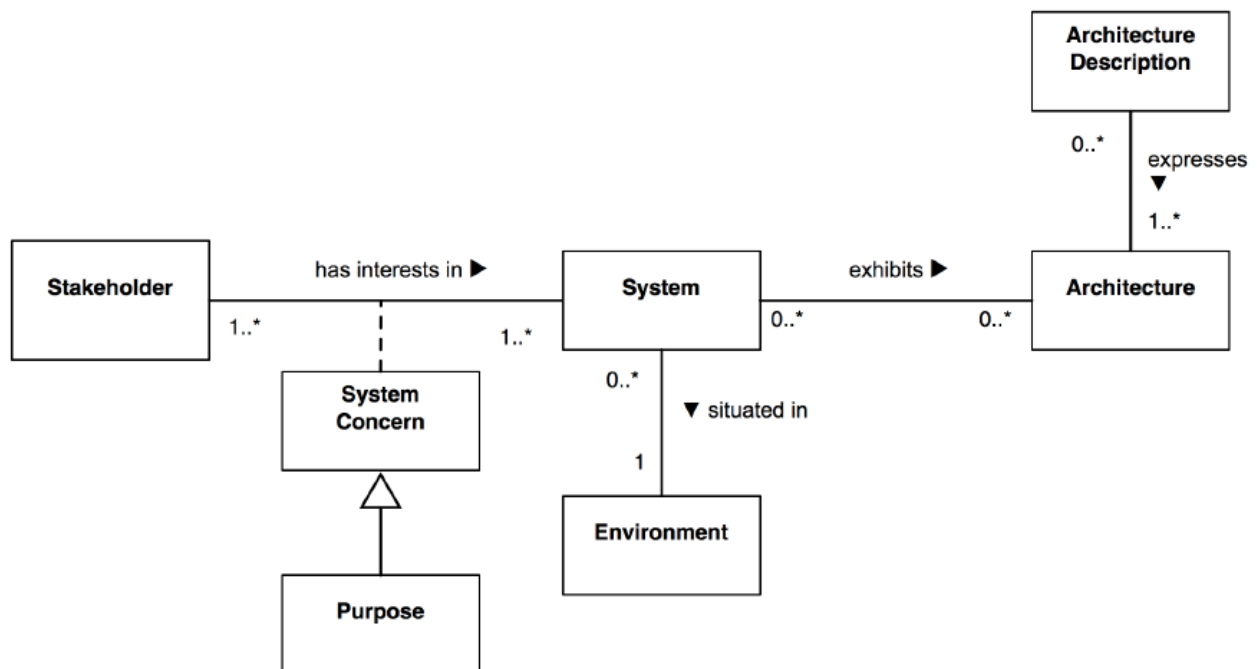 Architecture
Description
0..*
expresses
▼
1..*
Stakeholder
has interests in ►
System
exhibits ►
Architecture
1..*
1..*
0..*
0..*
System
Concern
0..*
▼ situated in
1
Environment
Purpose